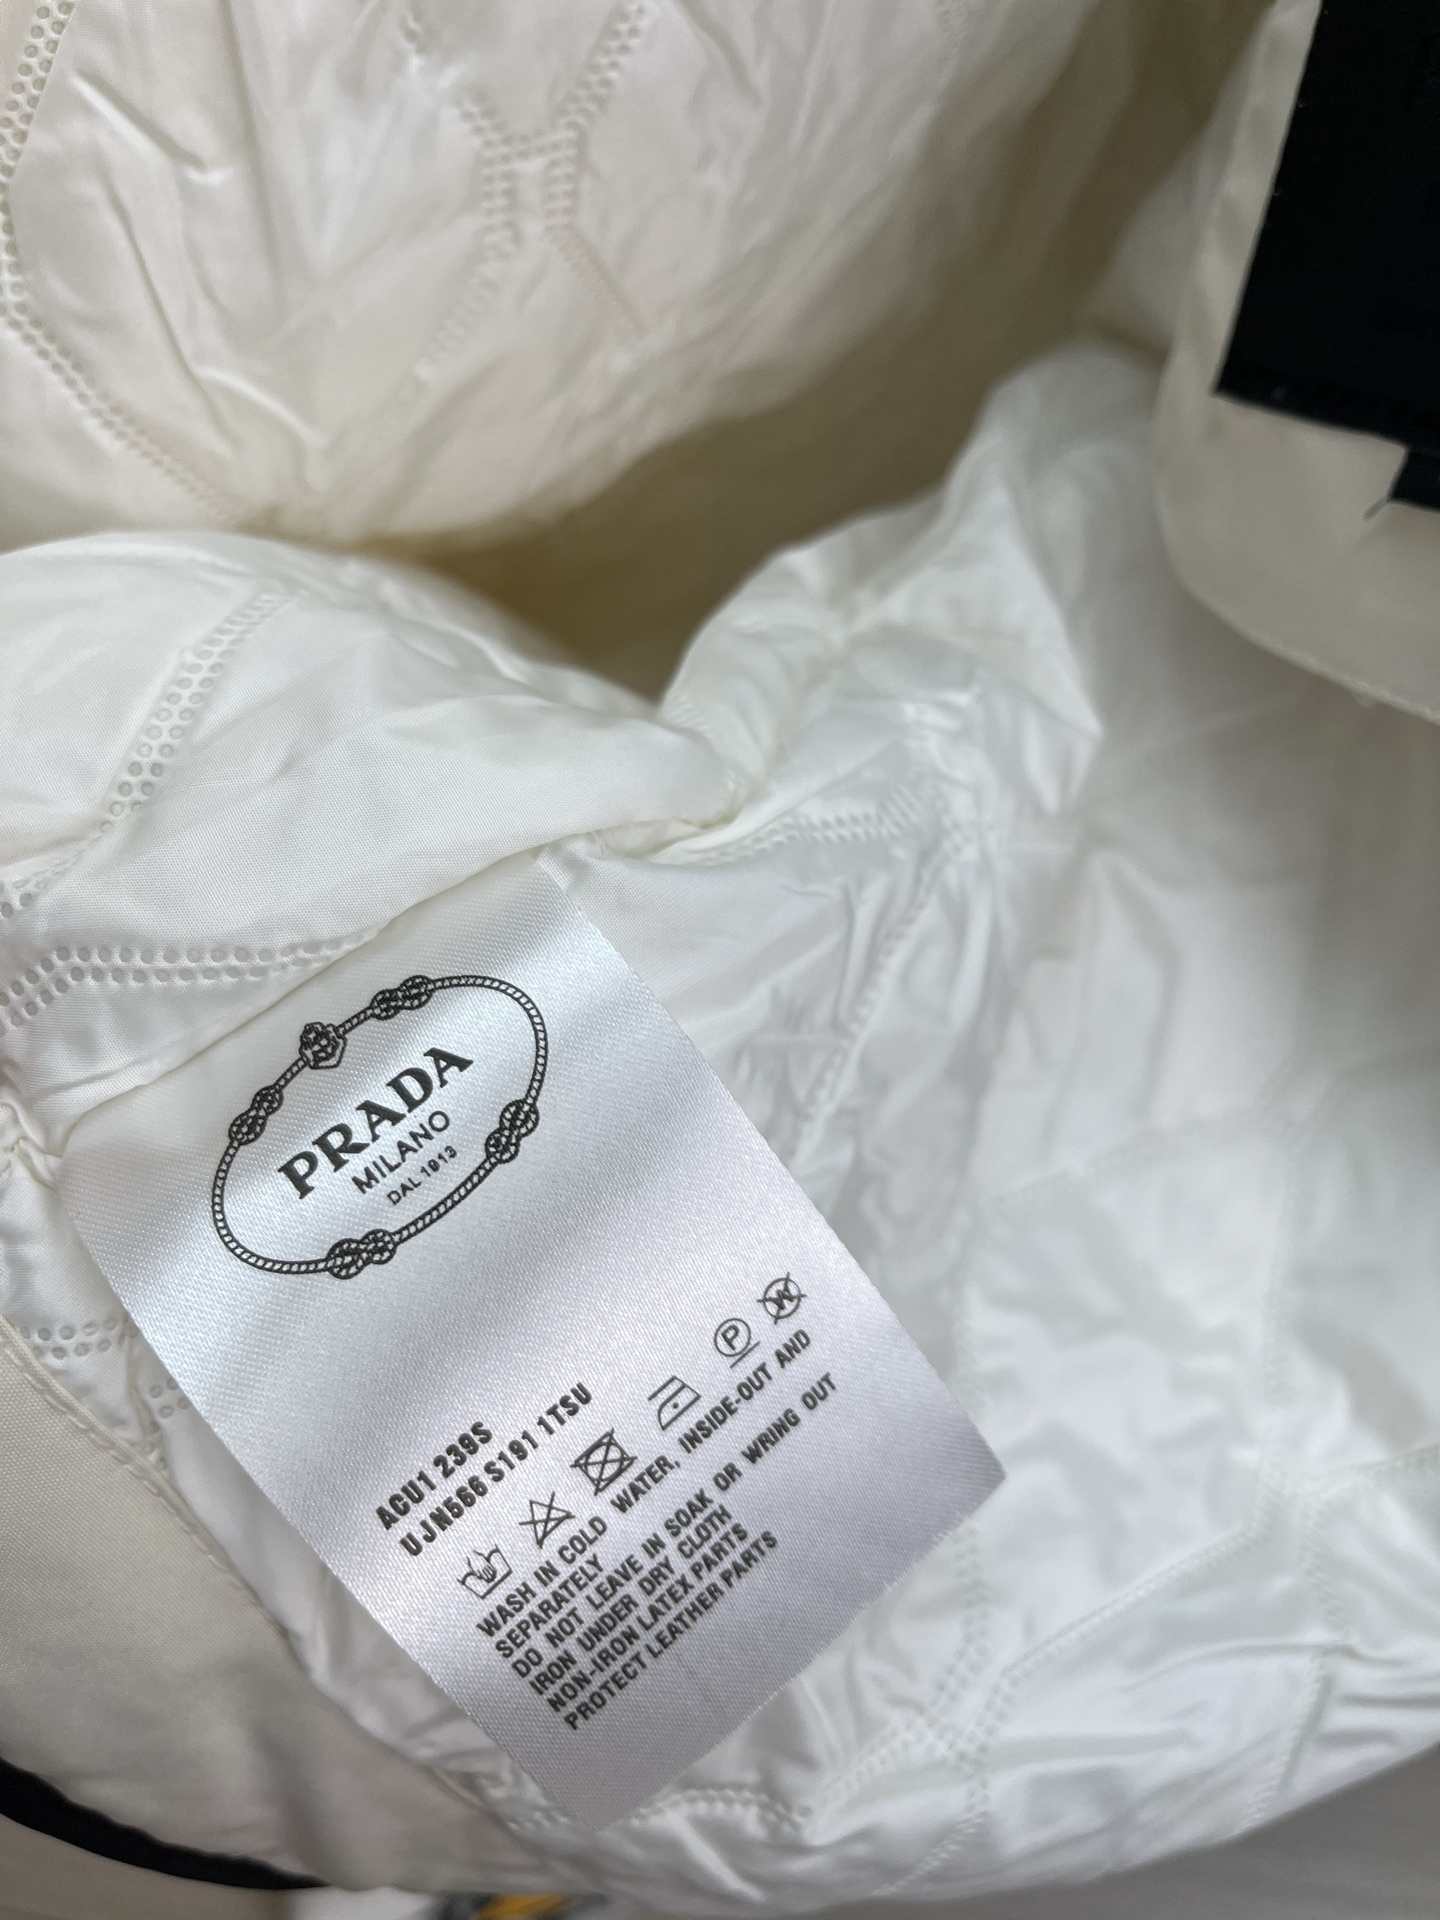 PRADA
MILANO
DAL 1913
ACU1 239S
UJN566 S191 1TSU
P W
WASH IN COLD WATER, INSIDE-OUT AND
SEPARATELY
DO NOT LEAVE IN SOAK OR WRING OUT
IRON UNDER DRY CLOTH
NON-IRON LATEX PARTS
PROTECT LEATHER PARTS